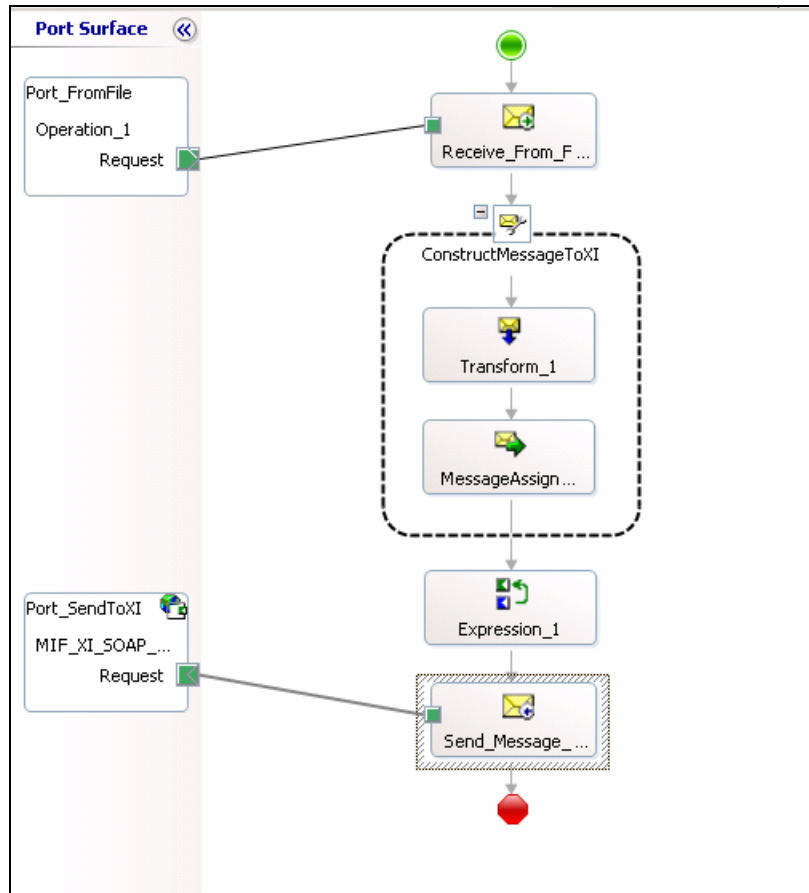 Port Surface
Port_FromFile
Operation_1
Request
Receive_From_F ...
ConstructMessageToXI
Transform_1
MessageAssign ...
Port_SendToXI
MIF_XI_SOAP_...
Request
Expression_1
Send_Message_ ...